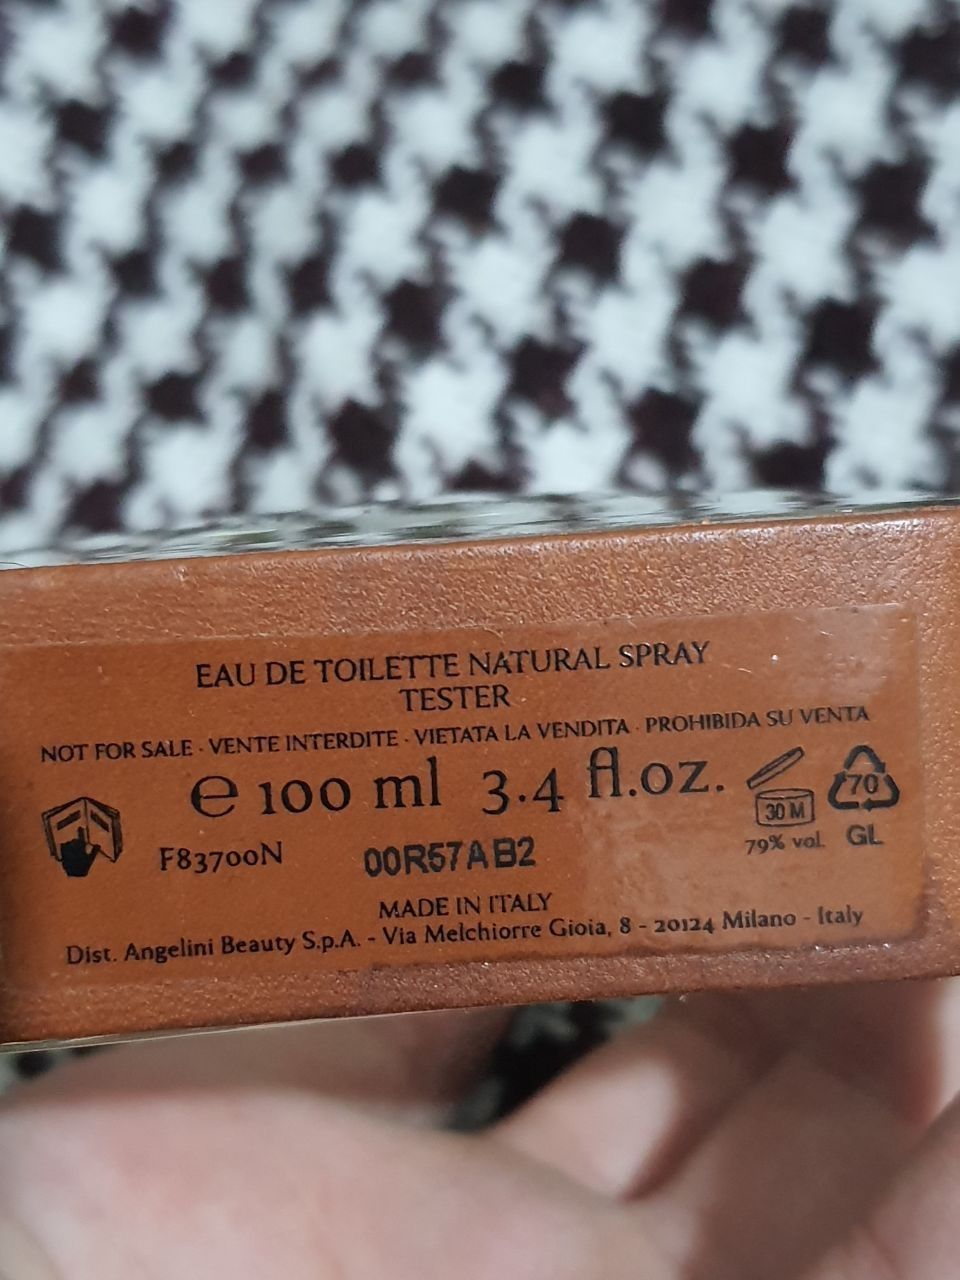 EAU DE TOILETTE NATURAL SPRAY
TESTER
NOT FOR SALE · VENTE INTERDITE · VIETATA LA VENDITA · PROHIBIDA SU VENTA
e 100 ml 3.4 fl.oz.
30 M
70
F83700N 00R57AB2 79% vol. GL
MADE IN ITALY
Dist. Angelini Beauty S.p.A. - Via Melchiorre Gioia, 8 - 20124 Milano - Italy